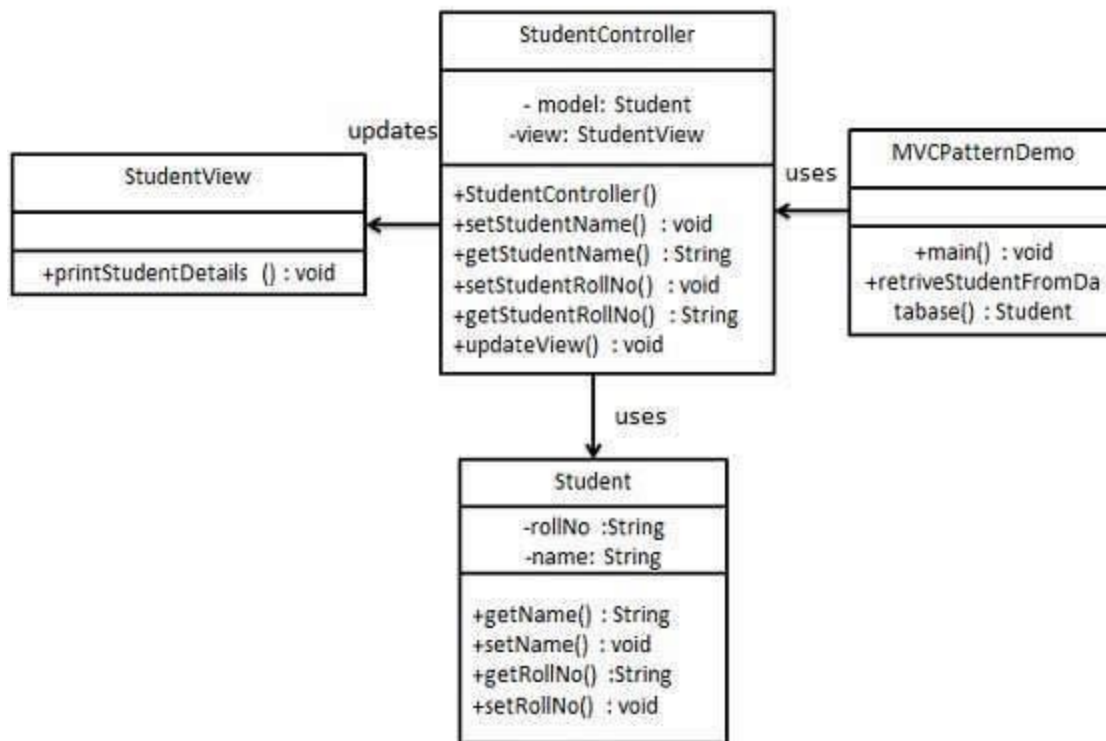 StudentController
- model: Student
-view: StudentView
+StudentController()
+setStudentName() : void
+getStudentName() : String
+setStudentRollNo() : void
+getStudentRollNo() : String
+updateView() : void
updates
StudentView
+printStudentDetails () : void
uses
MVCPatternDemo
+main() : void
+retriveStudentFromDa
tabase() : Student
uses
Student
-rollNo :String
-name: String
+getName() : String
+setName() : void
+getRollNo() :String
+setRollNo() : void